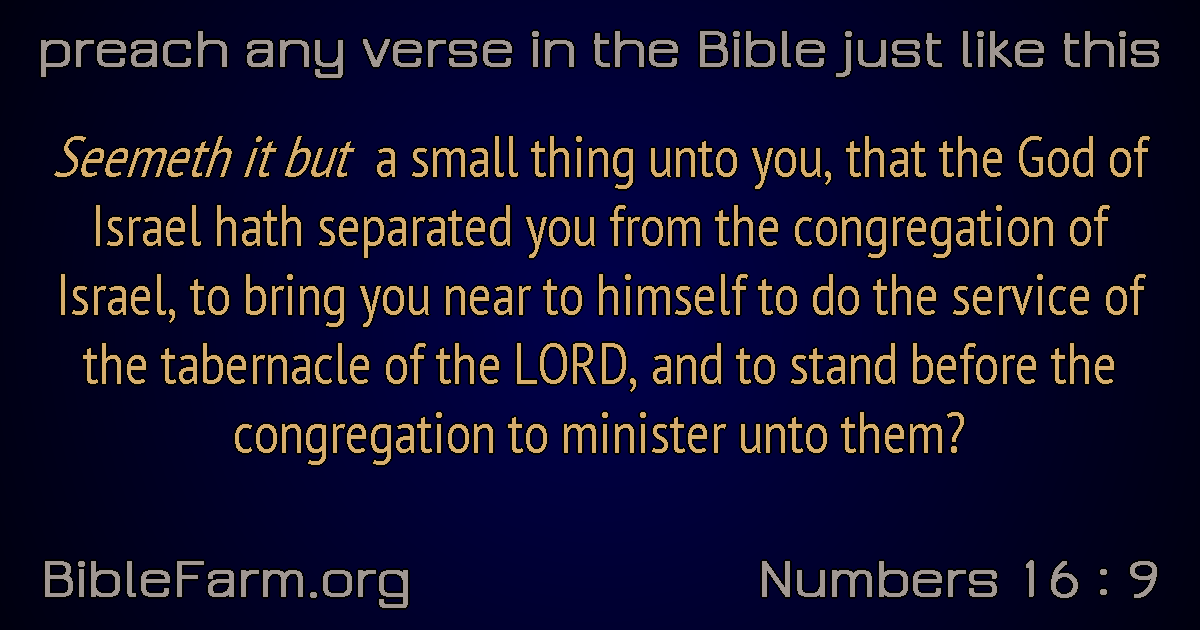 preach any verse in the Bible just like this
Seemeth it but a small thing unto you, that the God of
Israel hath separated you from the congregation of
Israel, to bring you near to himself to do the service of
the tabernacle of the LORD, and to stand before the
congregation to minister unto them?
BibleFarm.org
Numbers 16 : 9